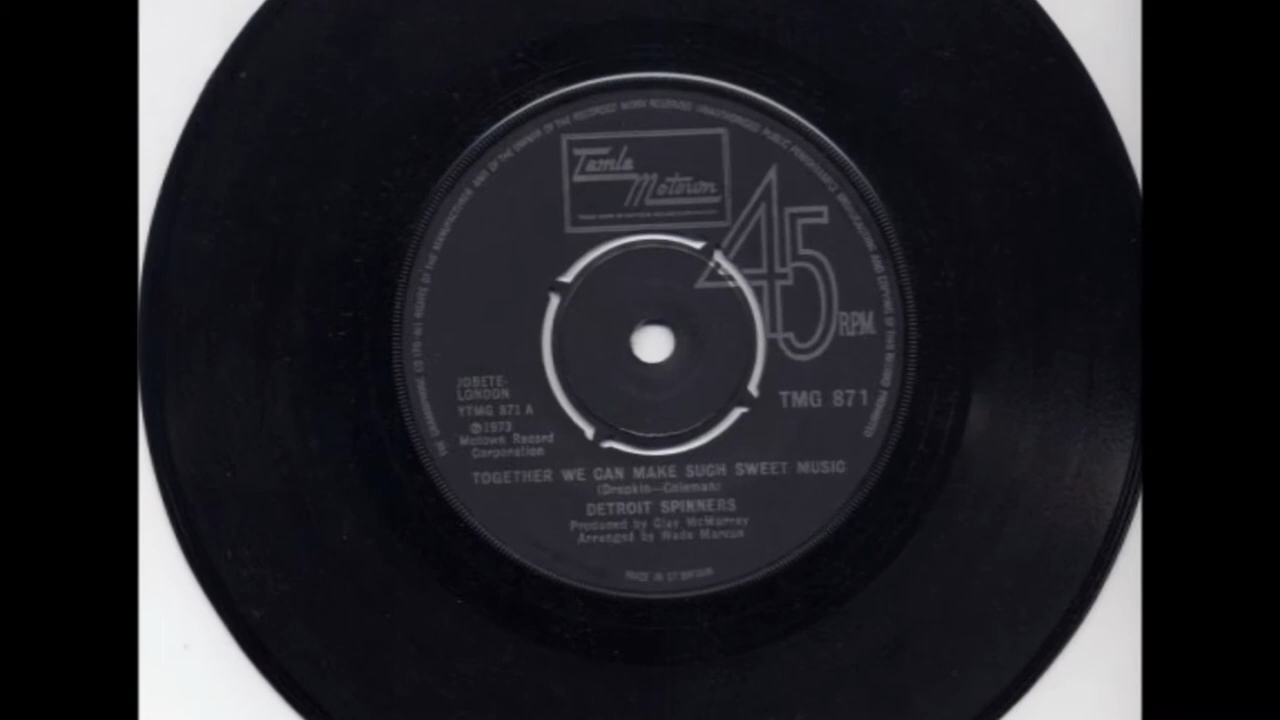 Tamla
Motown
45
R.P.M.
TMG 871
JOBETE-
LONDON
YTMG 871 A
℗1973
Motown Record
Corporation
TOGETHER WE CAN MAKE SUCH SWEET MUSIC
(Drapkin—Coleman)
DETROIT SPINNERS
Produced by Clay McMurray
Arranged by Wade Marcus
MADE IN GT. BRITAIN